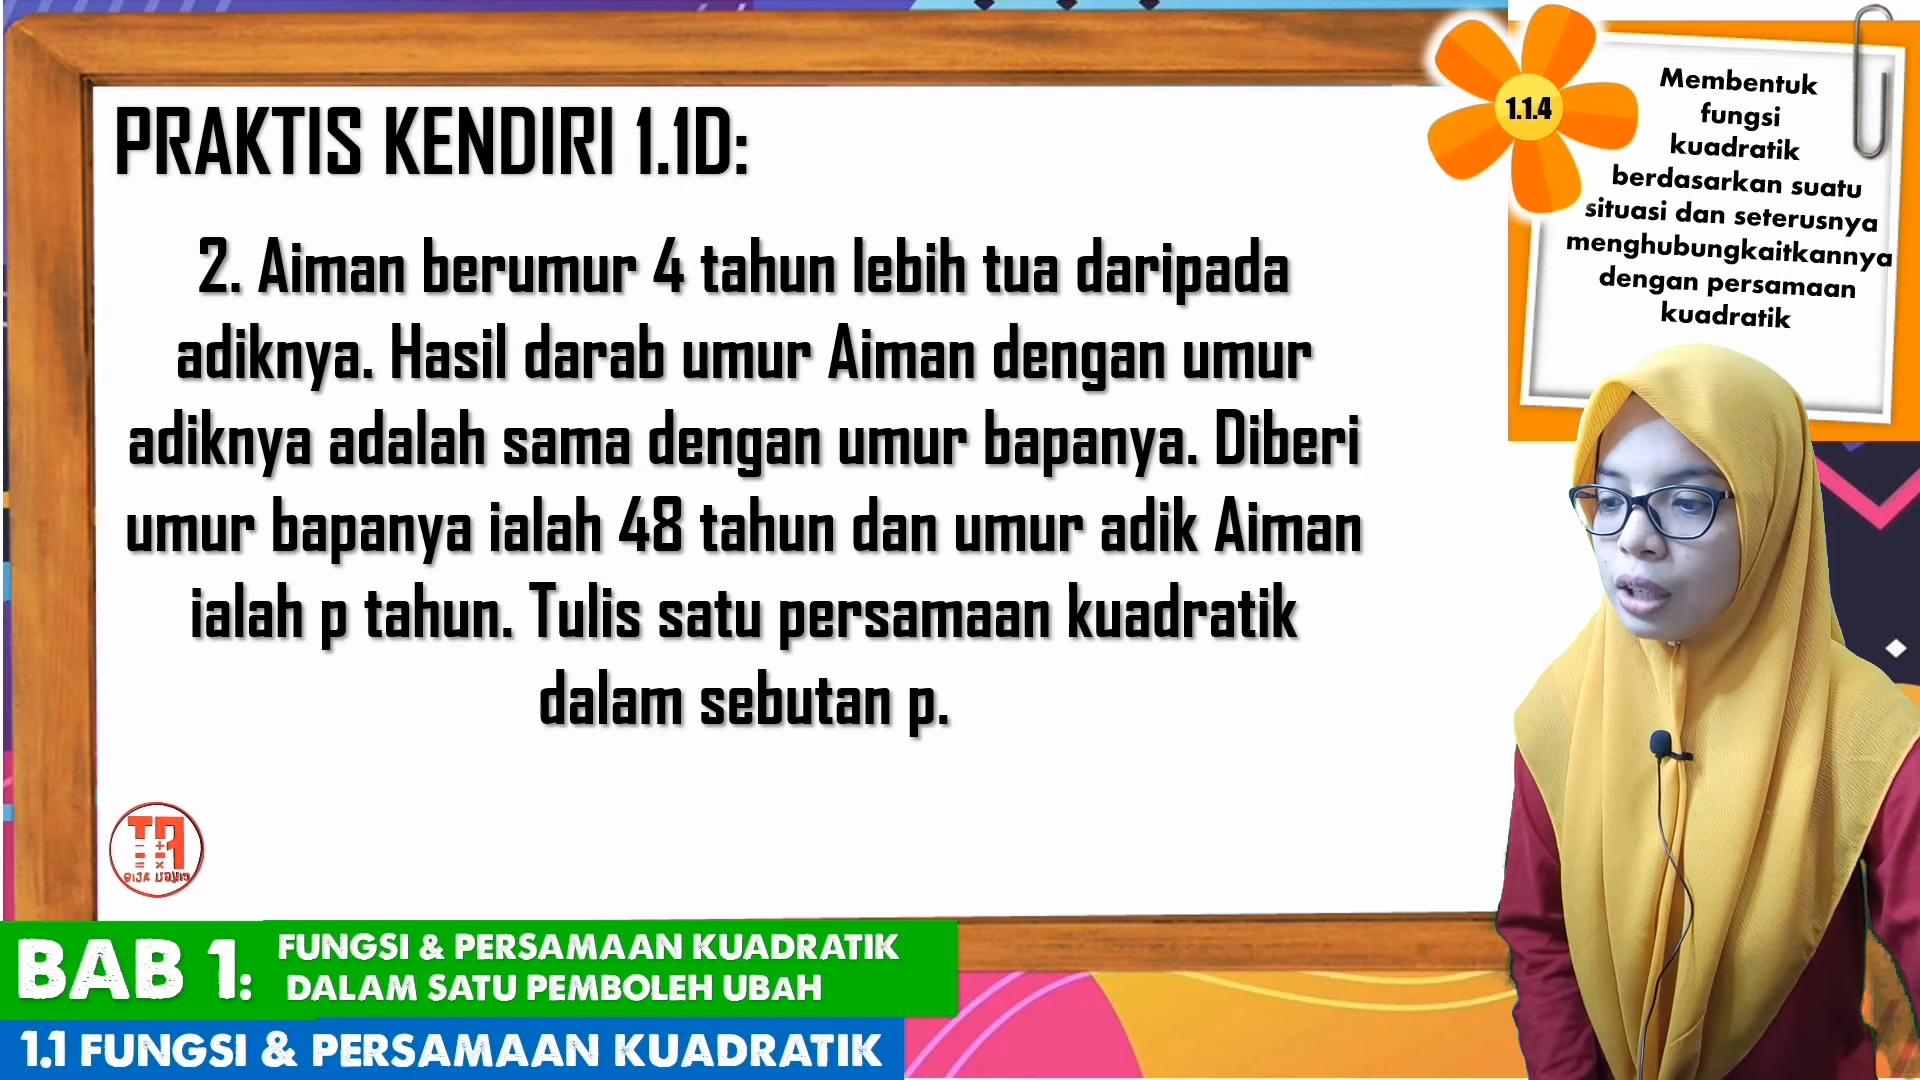 PRAKTIS KENDIRI 1.1D:
2. Aiman berumur 4 tahun lebih tua daripada
adiknya. Hasil darab umur Aiman dengan umur
adiknya adalah sama dengan umur bapanya. Diberi
umur bapanya ialah 48 tahun dan umur adik Aiman
ialah p tahun. Tulis satu persamaan kuadratik
dalam sebutan p.
1.1.4
Membentuk
fungsi
kuadratik
berdasarkan suatu
situasi dan seterusnya
menghubungkaitkannya
dengan persamaan
kuadratik
BAB 1:
FUNGSI & PERSAMAAN KUADRATIK
DALAM SATU PEMBOLEH UBAH
1.1 FUNGSI & PERSAMAAN KUADRATIK